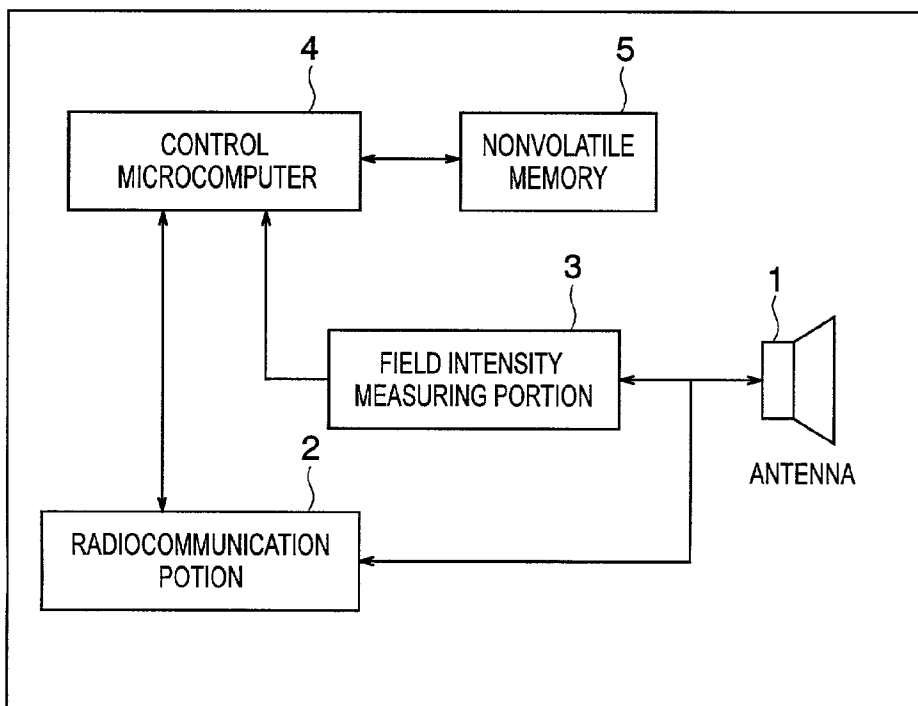 4
CONTROL
MICROCOMPUTER
5
NONVOLATILE
MEMORY
3
FIELD INTENSITY
MEASURING PORTION
1
ANTENNA
2
RADIOCOMMUNICATION
POTION